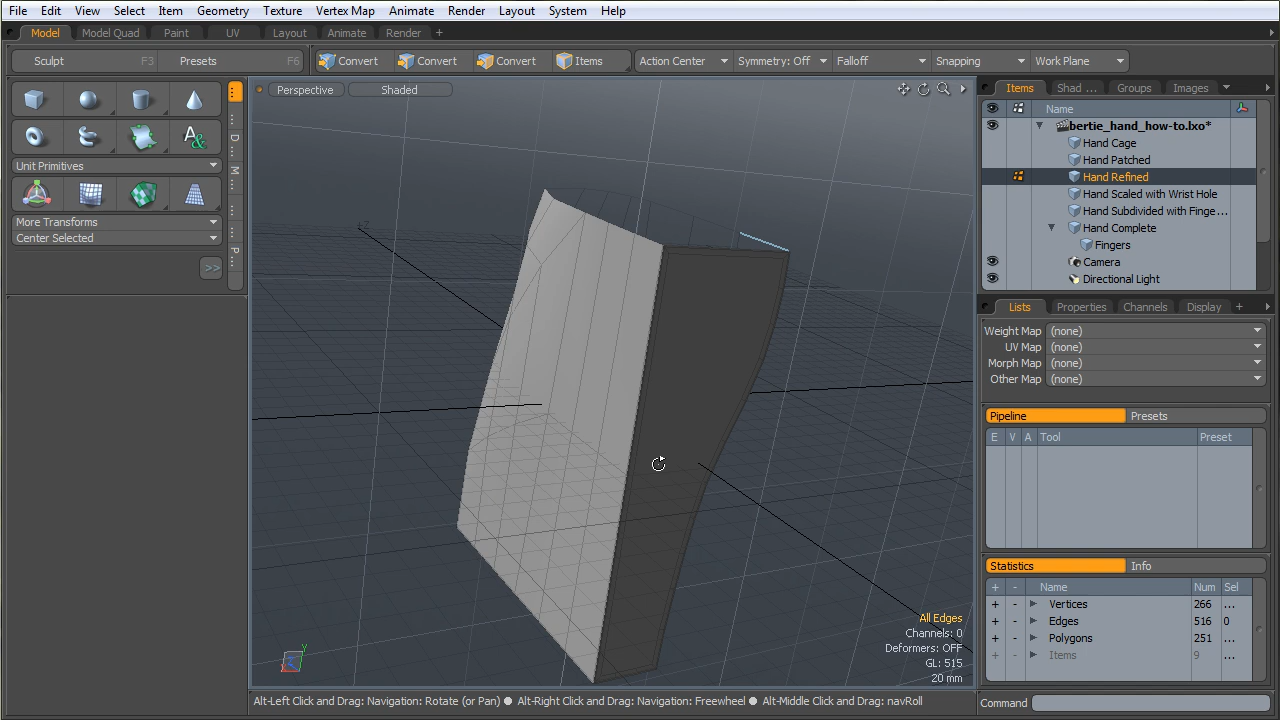 File Edit View Select Item Geometry Texture Vertex Map Animate Render Layout System Help
Model Model Quad Paint UV Layout Animate Render +
Sculpt F3 Presets F6 Convert Convert Convert Items Action Center Symmetry: Off Falloff Snapping Work Plane
Perspective Shaded
Items Shad ... Groups Images
Name
bertie_hand_how-to.lxo*
Hand Cage
Hand Patched
Hand Refined
Hand Scaled with Wrist Hole
Hand Subdivided with Finge...
Hand Complete
Fingers
Camera
Directional Light
D
M
E
P
Unit Primitives
More Transforms
Center Selected
>>
Lists Properties Channels Display +
Weight Map (none)
UV Map (none)
Morph Map (none)
Other Map (none)
Pipeline Presets
E V A Tool Preset
Statistics Info
+ - Name Num Sel
+ - Vertices 266 ...
+ - Edges 516 0
+ - Polygons 251 ...
+ - Items 9 ...
-Z
All Edges
Channels: 0
Deformers: OFF
GL: 515
20 mm
Y
X
Z
Alt-Left Click and Drag: Navigation: Rotate (or Pan) ● Alt-Right Click and Drag: Navigation: Freewheel ● Alt-Middle Click and Drag: navRoll
Command